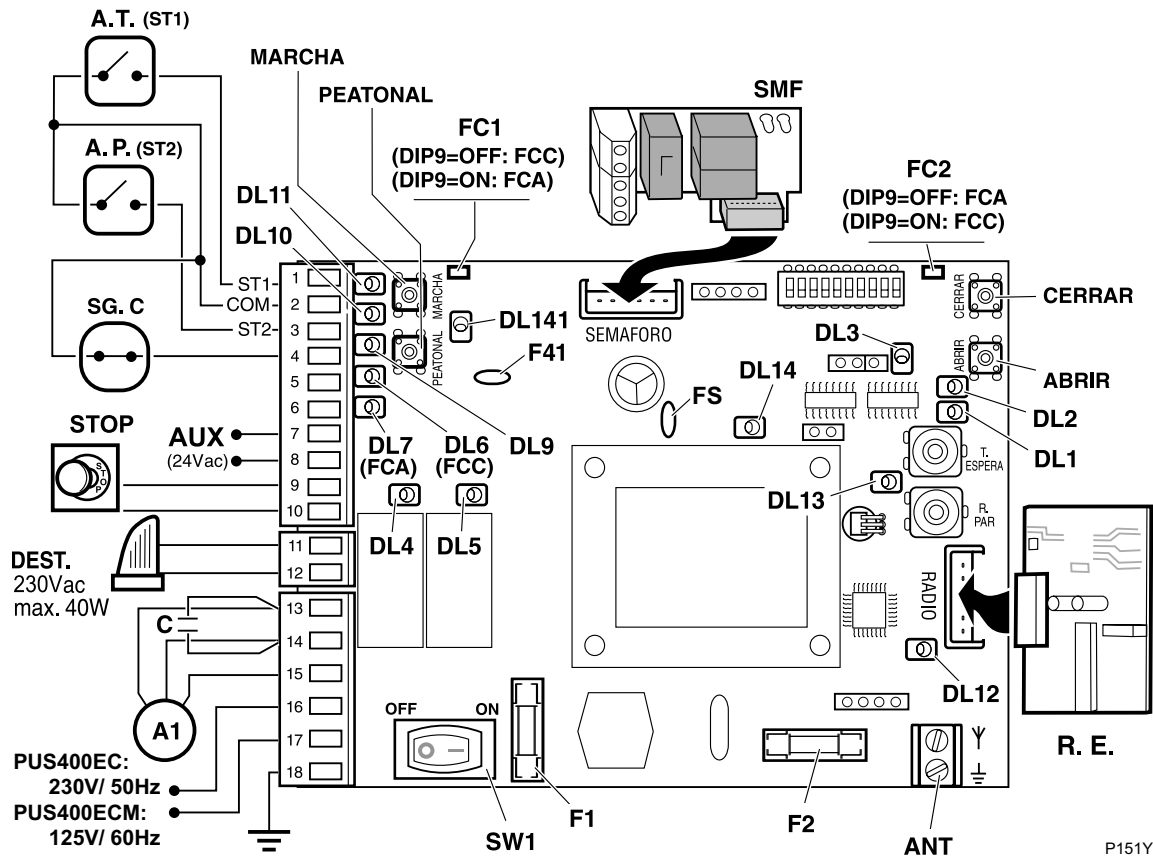 A.T. (ST1)
MARCHA
PEATONAL
SMF
A. P. (ST2)
FC1
(DIP9=OFF: FCC)
(DIP9=ON: FCA)
FC2
(DIP9=OFF: FCA
(DIP9=ON: FCC)
DL11
DL10
1
2
3
4
5
6
7
8
9
10
11
12
13
14
15
16
17
18
ST1
COM
ST2
MARCHA
PEATONAL
DL141
F41
SEMAFORO
CERRAR
CERRAR
ABRIR
ABRIR
DL3
DL2
DL1
SG. C
STOP
STOP
AUX
(24Vac)
DL7
(FCA)
DL6
(FCC)
DL9
FS
DL14
T.
ESPERA
R.
PAR
DL13
DL4
DL5
DEST.
230Vac
max. 40W
C
A1
RADIO
DL12
R. E.
OFF
ON
PUS400EC:
230V/ 50Hz
PUS400ECM:
125V/ 60Hz
SW1
F1
F2
ANT
P151Y